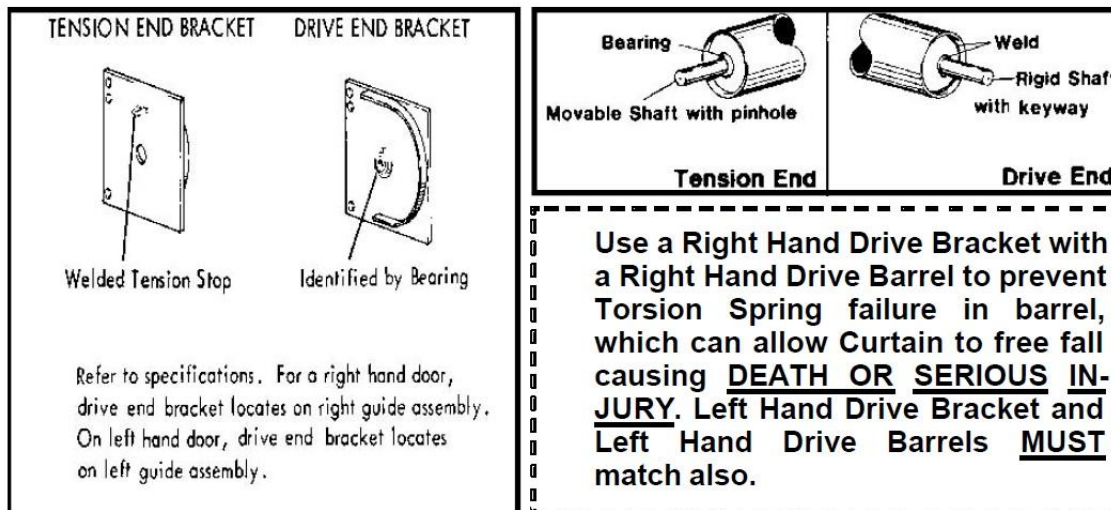 TENSION END BRACKET
DRIVE END BRACKET
Welded Tension Stop
Identified by Bearing
Refer to specifications. For a right hand door,
drive end bracket locates on right guide assembly.
On left hand door, drive end bracket locates
on left guide assembly.
Bearing
Movable Shaft with pinhole
Tension End
Weld
Rigid Shaft
with keyway
Drive End
Use a Right Hand Drive Bracket with
a Right Hand Drive Barrel to prevent
Torsion Spring failure in barrel,
which can allow Curtain to free fall
causing DEATH OR SERIOUS IN-
JURY. Left Hand Drive Bracket and
Left Hand Drive Barrels MUST
match also.